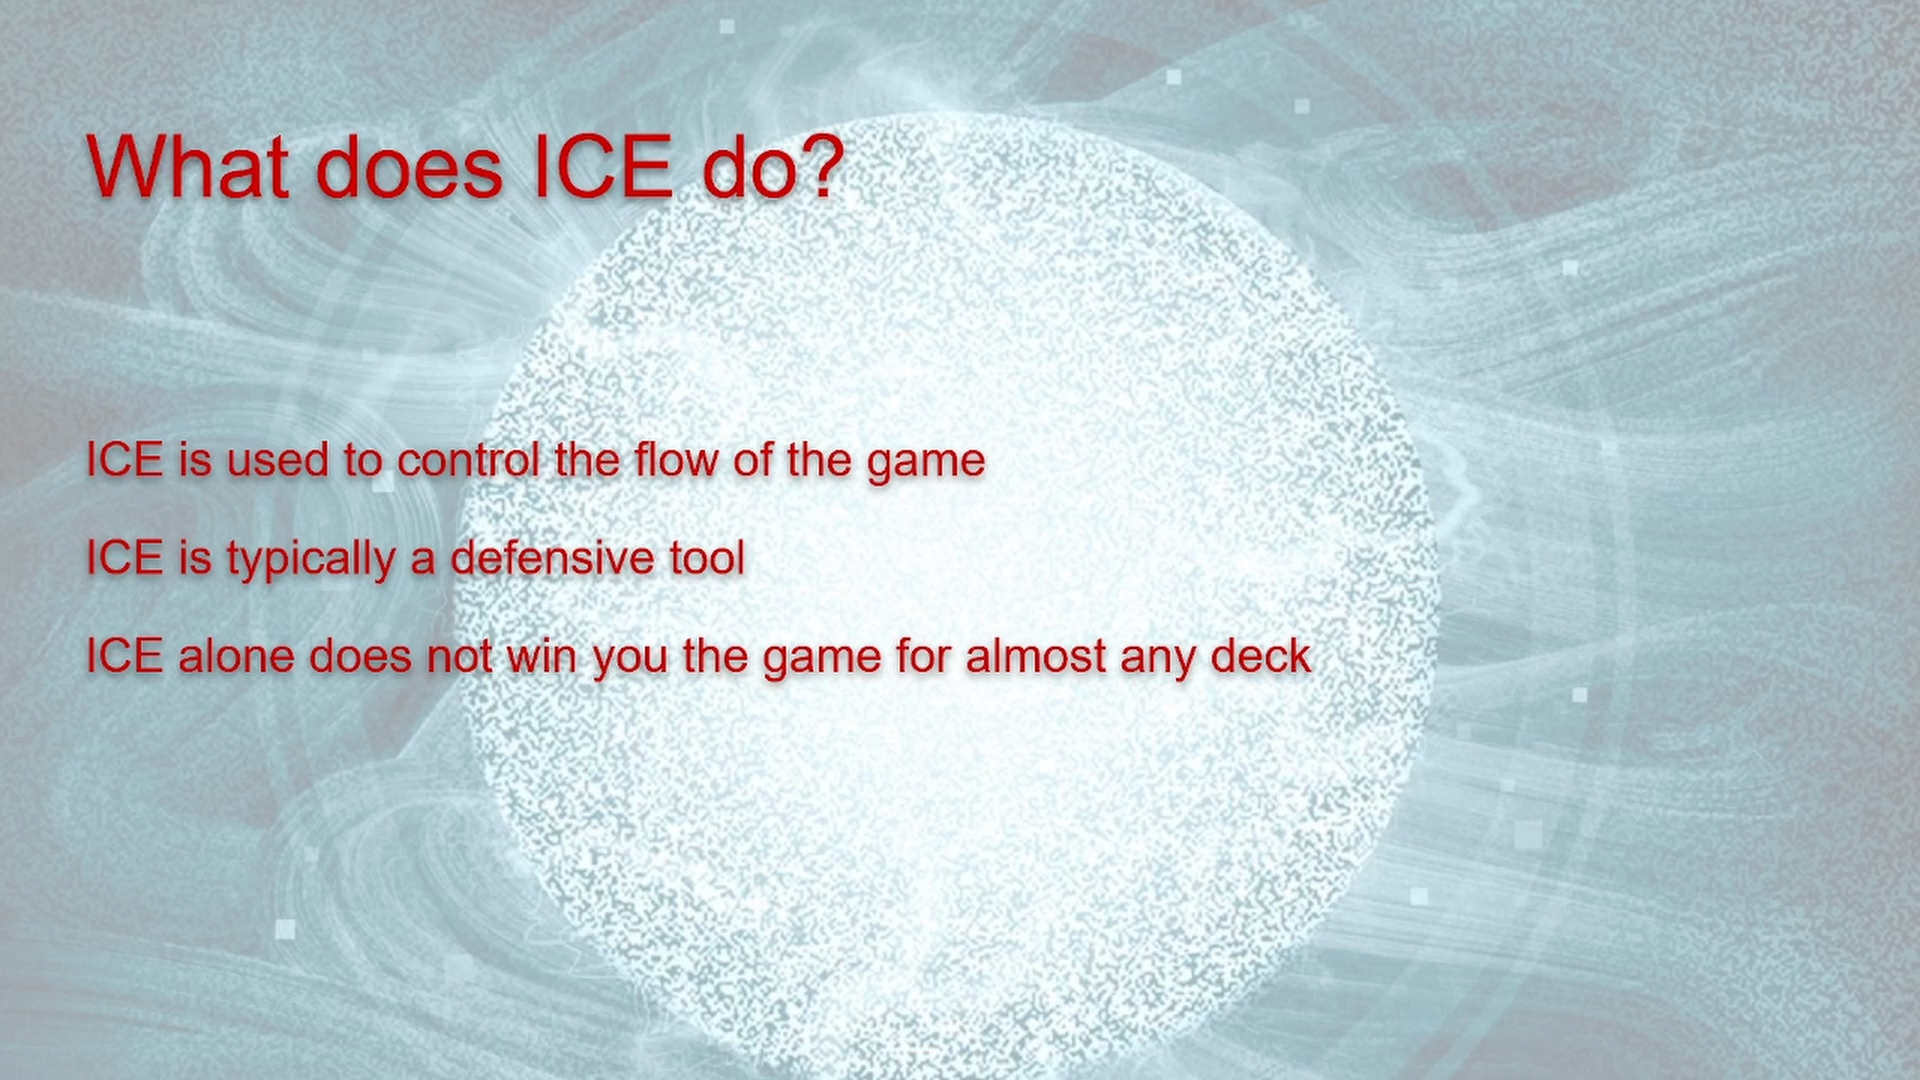 What does ICE do?
ICE is used to control the flow of the game
ICE is typically a defensive tool
ICE alone does not win you the game for almost any deck